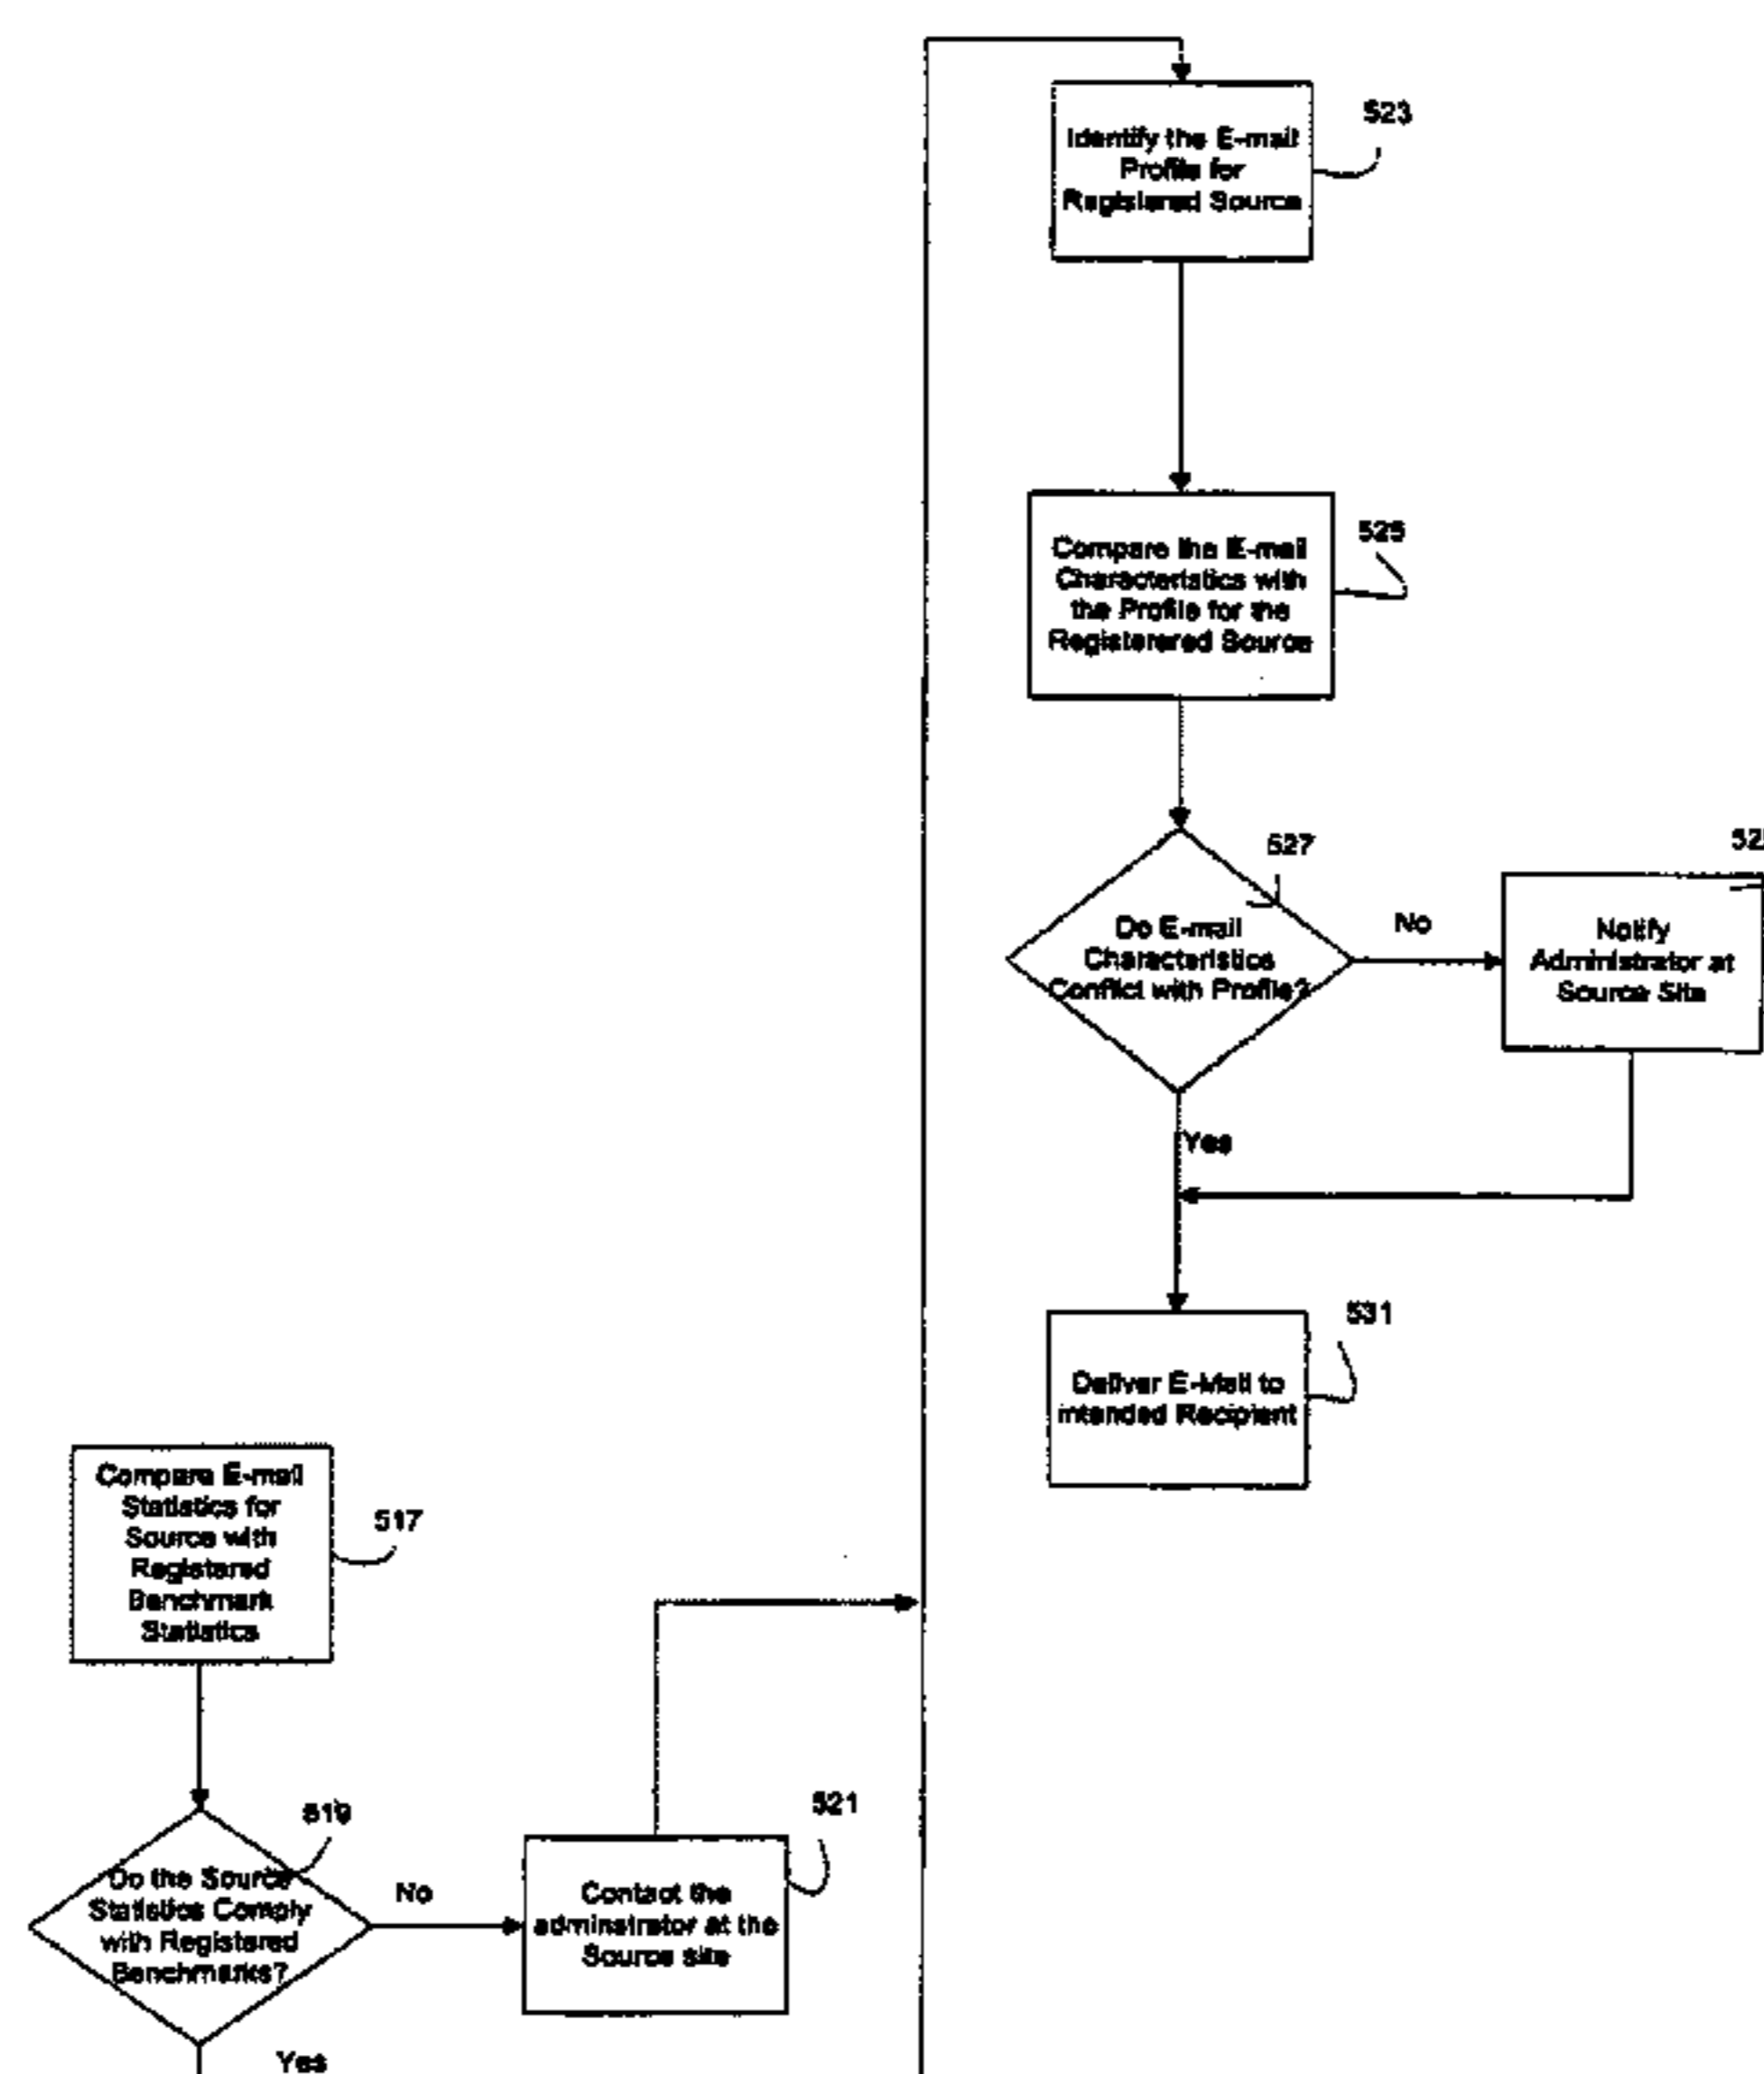 523
Identify the E-mail
Profile for
Registered Source
525
Compare the E-mail
Characteristics with
the Profile for the
Registerered Source
527
Do E-mail
Characteristics
Conflict with Profile?
No
Notify
Administrator at
Source Site
Yes
531
Deliver E-Mail to
intended Recipient
Compare E-mail
Statistics for
Source with
Registered
Benchmark
Statistics
517
519
Do the Source
Statistics Comply
with Registered
Benchmarks?
No
521
Contact the
adminstrator at the
Source site
Yes